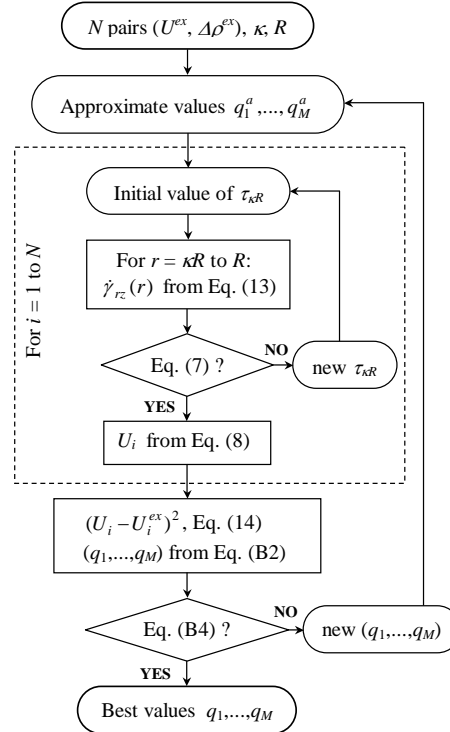 N pairs (U^ex, Δρ^ex), κ, R
Approximate values q_1^a,..., q_M^a
For i = 1 to N
Initial value of τ_κR
For r = κR to R:
γ̇_rz(r) from Eq. (13)
Eq. (7) ?
NO
new τ_κR
YES
U_i from Eq. (8)
(U_i – U_i^ex)^2, Eq. (14)
(q_1,...,q_M) from Eq. (B2)
Eq. (B4) ?
NO
new (q_1,...,q_M)
YES
Best values q_1,...,q_M